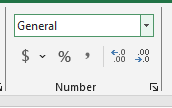 General
$ % , ←.0 .00 .00 →.0
Number